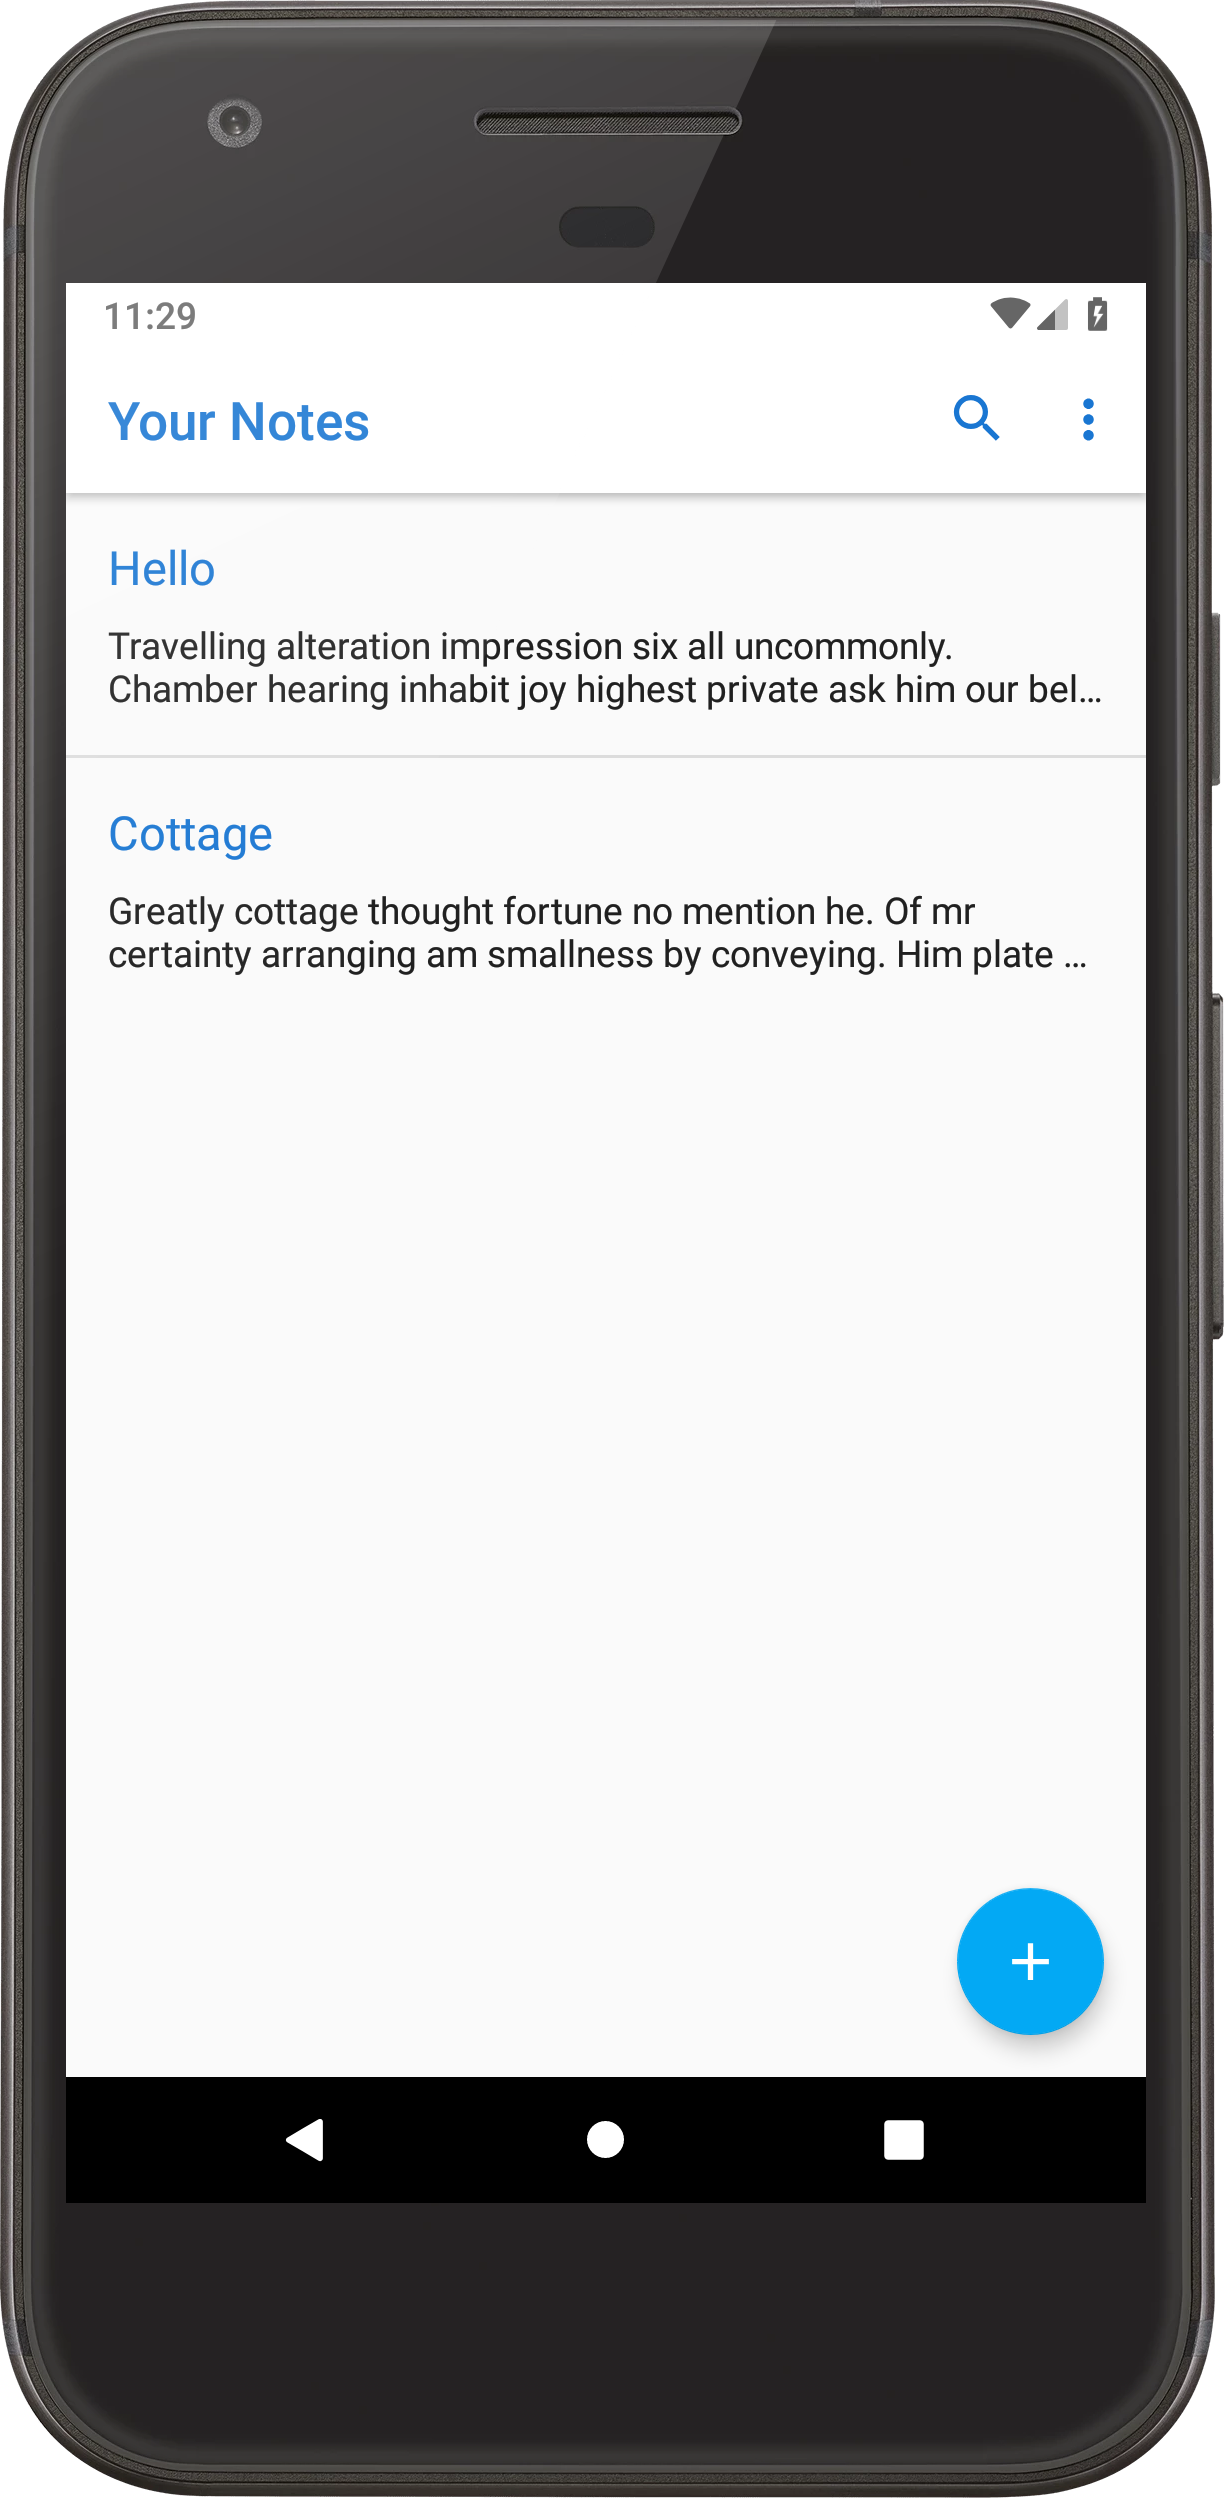 11:29
Your Notes
Hello
Travelling alteration impression six all uncommonly.
Chamber hearing inhabit joy highest private ask him our bel...
Cottage
Greatly cottage thought fortune no mention he. Of mr
certainty arranging am smallness by conveying. Him plate ...